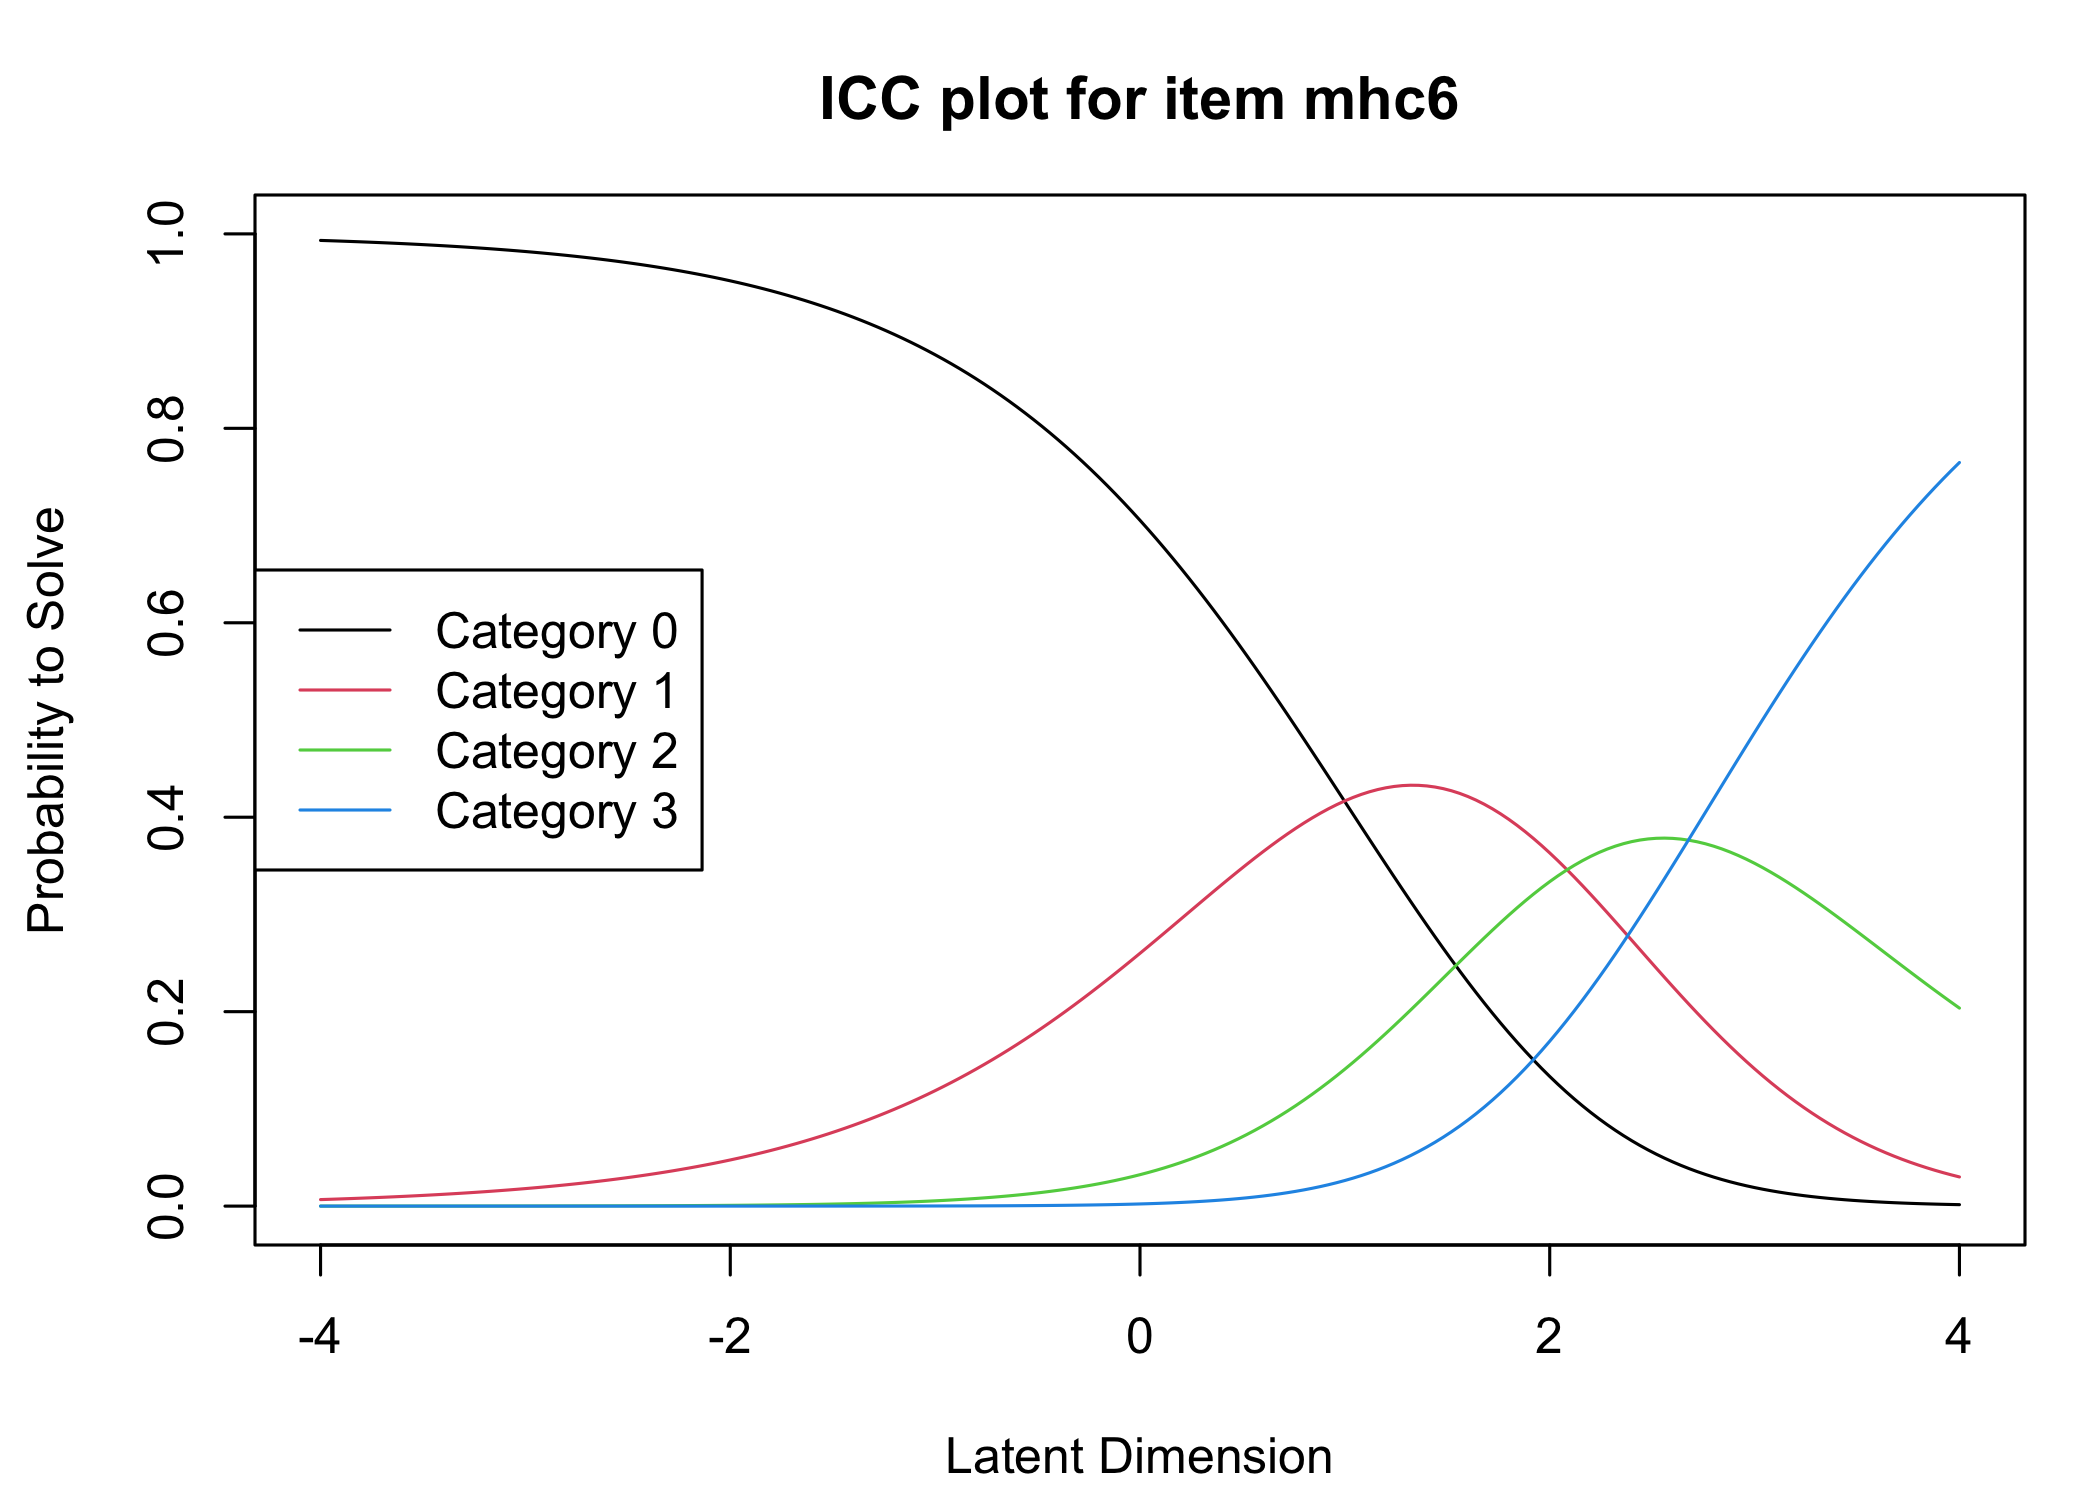 ICC plot for item mhc6
Probability to Solve
1.0
0.8
0.6
0.4
0.2
0.0
Category 0
Category 1
Category 2
Category 3
-4 -2 0 2 4
Latent Dimension